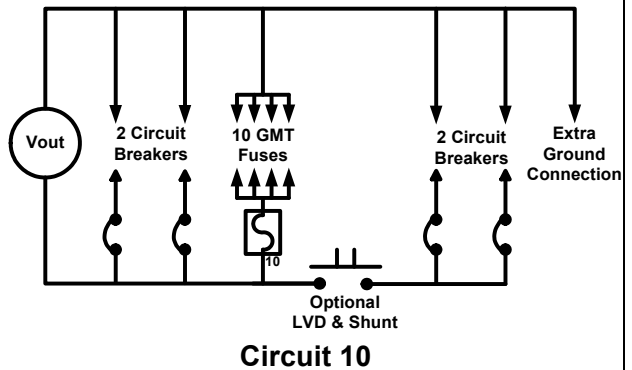 Vout
2 Circuit
Breakers
10 GMT
Fuses
2 Circuit
Breakers
Extra
Ground
Connection
10
Optional
LVD & Shunt
Circuit 10